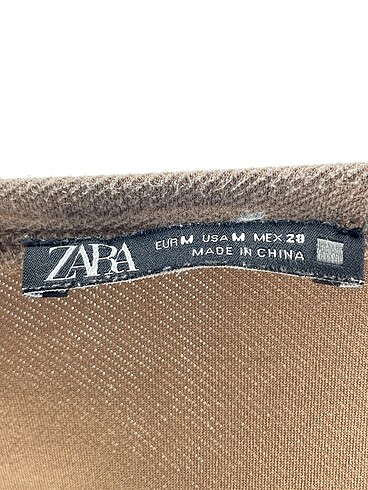 ZARA
EUR M USA M MEX 28
MADE IN CHINA